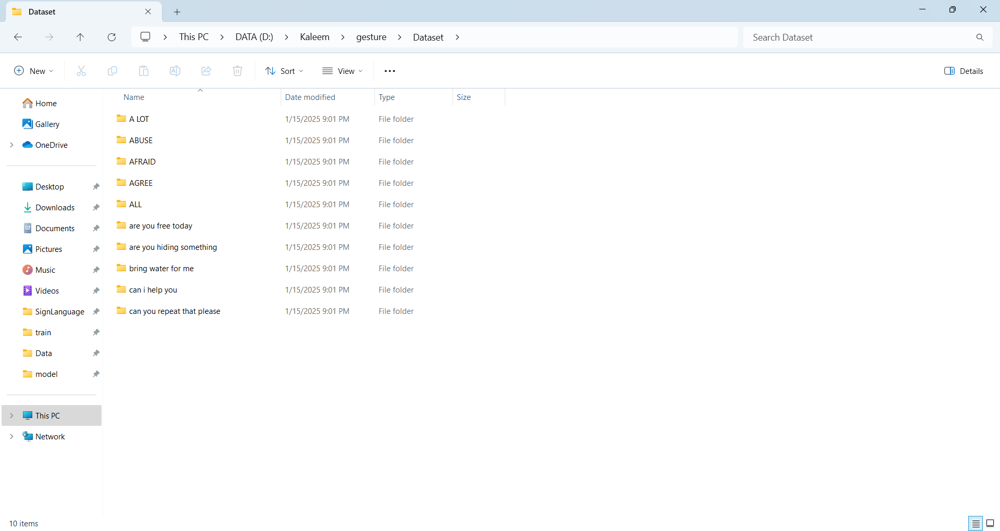 Dataset
This PC
DATA (D:)
Kaleem
gesture
Dataset
Search Dataset
New
Sort
View
Details
Name Date modified Type Size
Home
Gallery
OneDrive
Desktop
Downloads
Documents
Pictures
Music
Videos
SignLanguage
train
Data
model
This PC
Network
A LOT 1/15/2025 9:01 PM File folder
ABUSE 1/15/2025 9:01 PM File folder
AFRAID 1/15/2025 9:01 PM File folder
AGREE 1/15/2025 9:01 PM File folder
ALL 1/15/2025 9:01 PM File folder
are you free today 1/15/2025 9:01 PM File folder
are you hiding something 1/15/2025 9:01 PM File folder
bring water for me 1/15/2025 9:01 PM File folder
can i help you 1/15/2025 9:01 PM File folder
can you repeat that please 1/15/2025 9:01 PM File folder
10 items